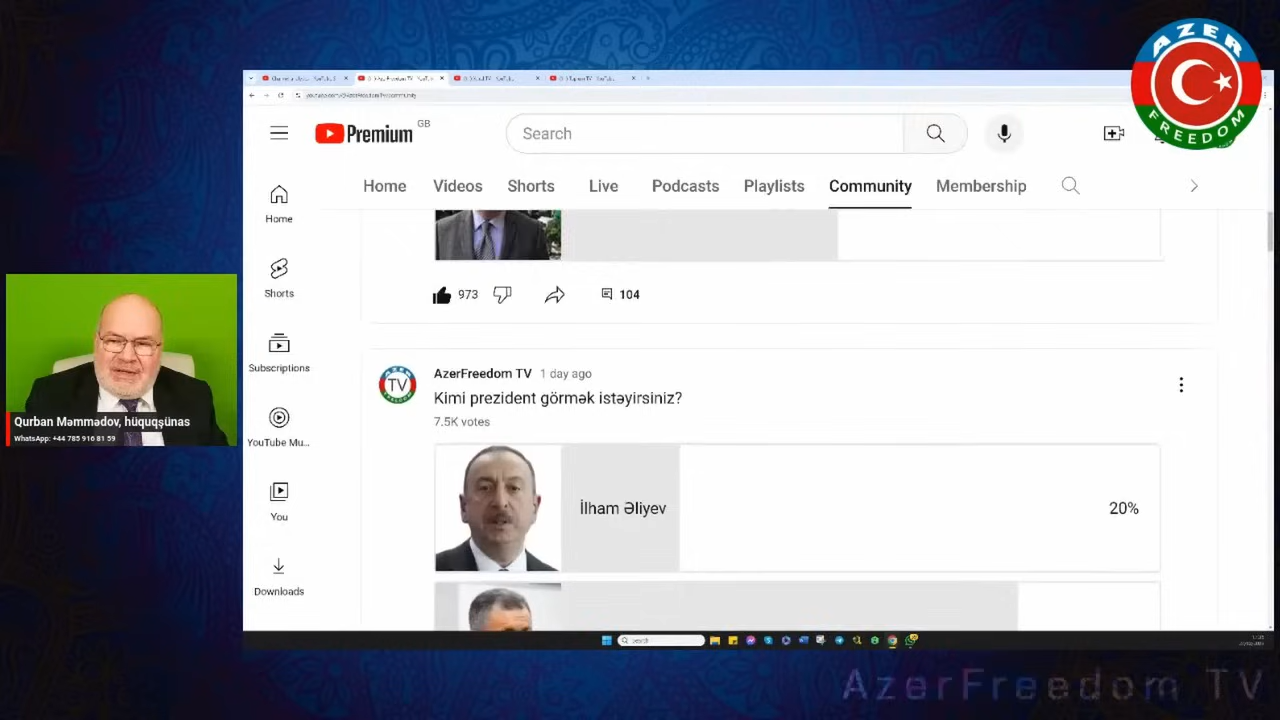 AZER
FREEDOM
Premium GB
Search
Home
Videos
Shorts
Live
Podcasts
Playlists
Community
Membership
Home
Shorts
Subscriptions
YouTube Mu...
You
Downloads
973
104
AzerFreedom TV 1 day ago
Kimi prezident görmək istəyirsiniz?
7.5K votes
İlham Əliyev
20%
Qurban Məmmədov, hüquqşünas
WhatsApp: +44 785 916 81 59
TV
Search
AzerFreedom TV